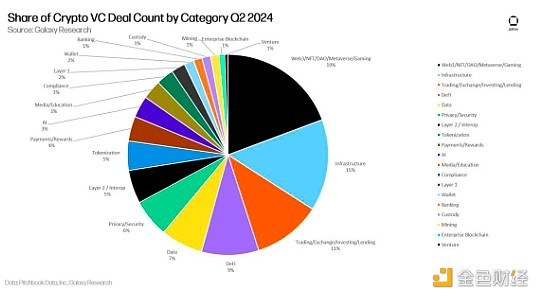 Share of Crypto VC Deal Count by Category Q2 2024
Source: Galaxy Research
galaxy
Banking
1%
Custody
1%
Mining
1%
Enterprise Blockchain
1%
Venture
1%
Wallet
2%
Layer 1
2%
Compliance
Media/Education
AI
3%
Payments/Rewards
4%
Tokenization
5%
Layer 2 / Interop
5%
Privacy/Security
6%
Data
7%
DeFi
9%
Trading/Exchange/Investing/Lending
11%
Infrastructure
15%
Web3/NFT/DAO/Metaverse/Gaming
19%
Web3/NFT/DAO/Metaverse/Gaming
Infrastructure
Trading/Exchange/Investing/Lending
DeFi
Data
Privacy/Security
Layer 2 / Interop
Tokenization
Payments/Rewards
AI
Media/Education
Compliance
Layer 1
Wallet
Banking
Custody
Mining
Enterprise Blockchain
Venture
Data: Pitchbook Data, Inc., Galaxy Research
金色财经